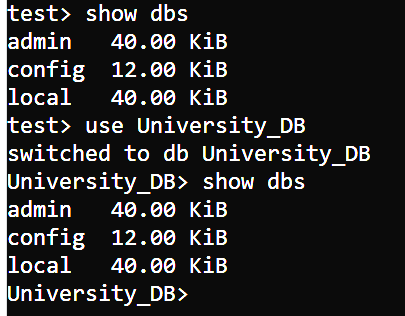 test> show dbs
admin   40.00 KiB
config  12.00 KiB
local   40.00 KiB
test> use University_DB
switched to db University_DB
University_DB> show dbs
admin   40.00 KiB
config  12.00 KiB
local   40.00 KiB
University_DB>